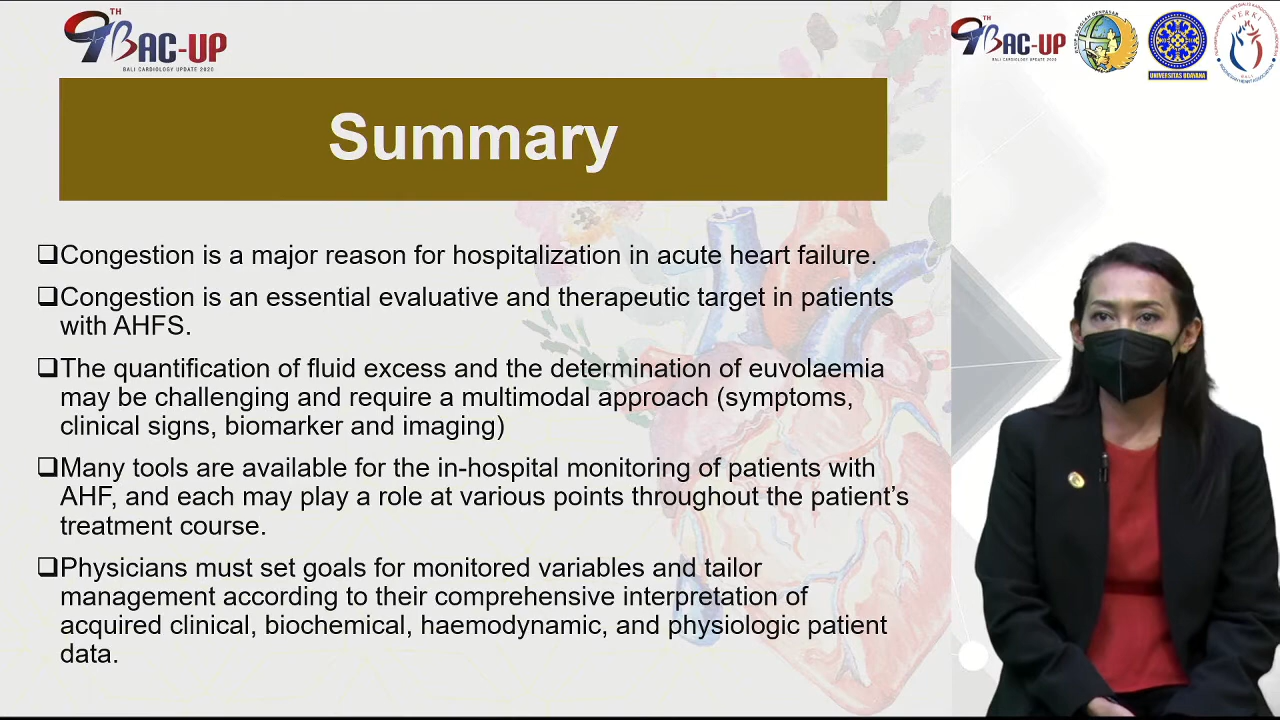 9TH BAC-UP
BALI CARDIOLOGY UPDATE 2020
9TH BAC-UP
BALI CARDIOLOGY UPDATE 2020
UNIVERSITAS UDAYANA
PERKI
BALI
INDONESIAN HEART ASSOCIATION
Summary
❑Congestion is a major reason for hospitalization in acute heart failure.
❑Congestion is an essential evaluative and therapeutic target in patients
with AHFS.
❑The quantification of fluid excess and the determination of euvolaemia
may be challenging and require a multimodal approach (symptoms,
clinical signs, biomarker and imaging)
❑Many tools are available for the in-hospital monitoring of patients with
AHF, and each may play a role at various points throughout the patient’s
treatment course.
❑Physicians must set goals for monitored variables and tailor
management according to their comprehensive interpretation of
acquired clinical, biochemical, haemodynamic, and physiologic patient
data.